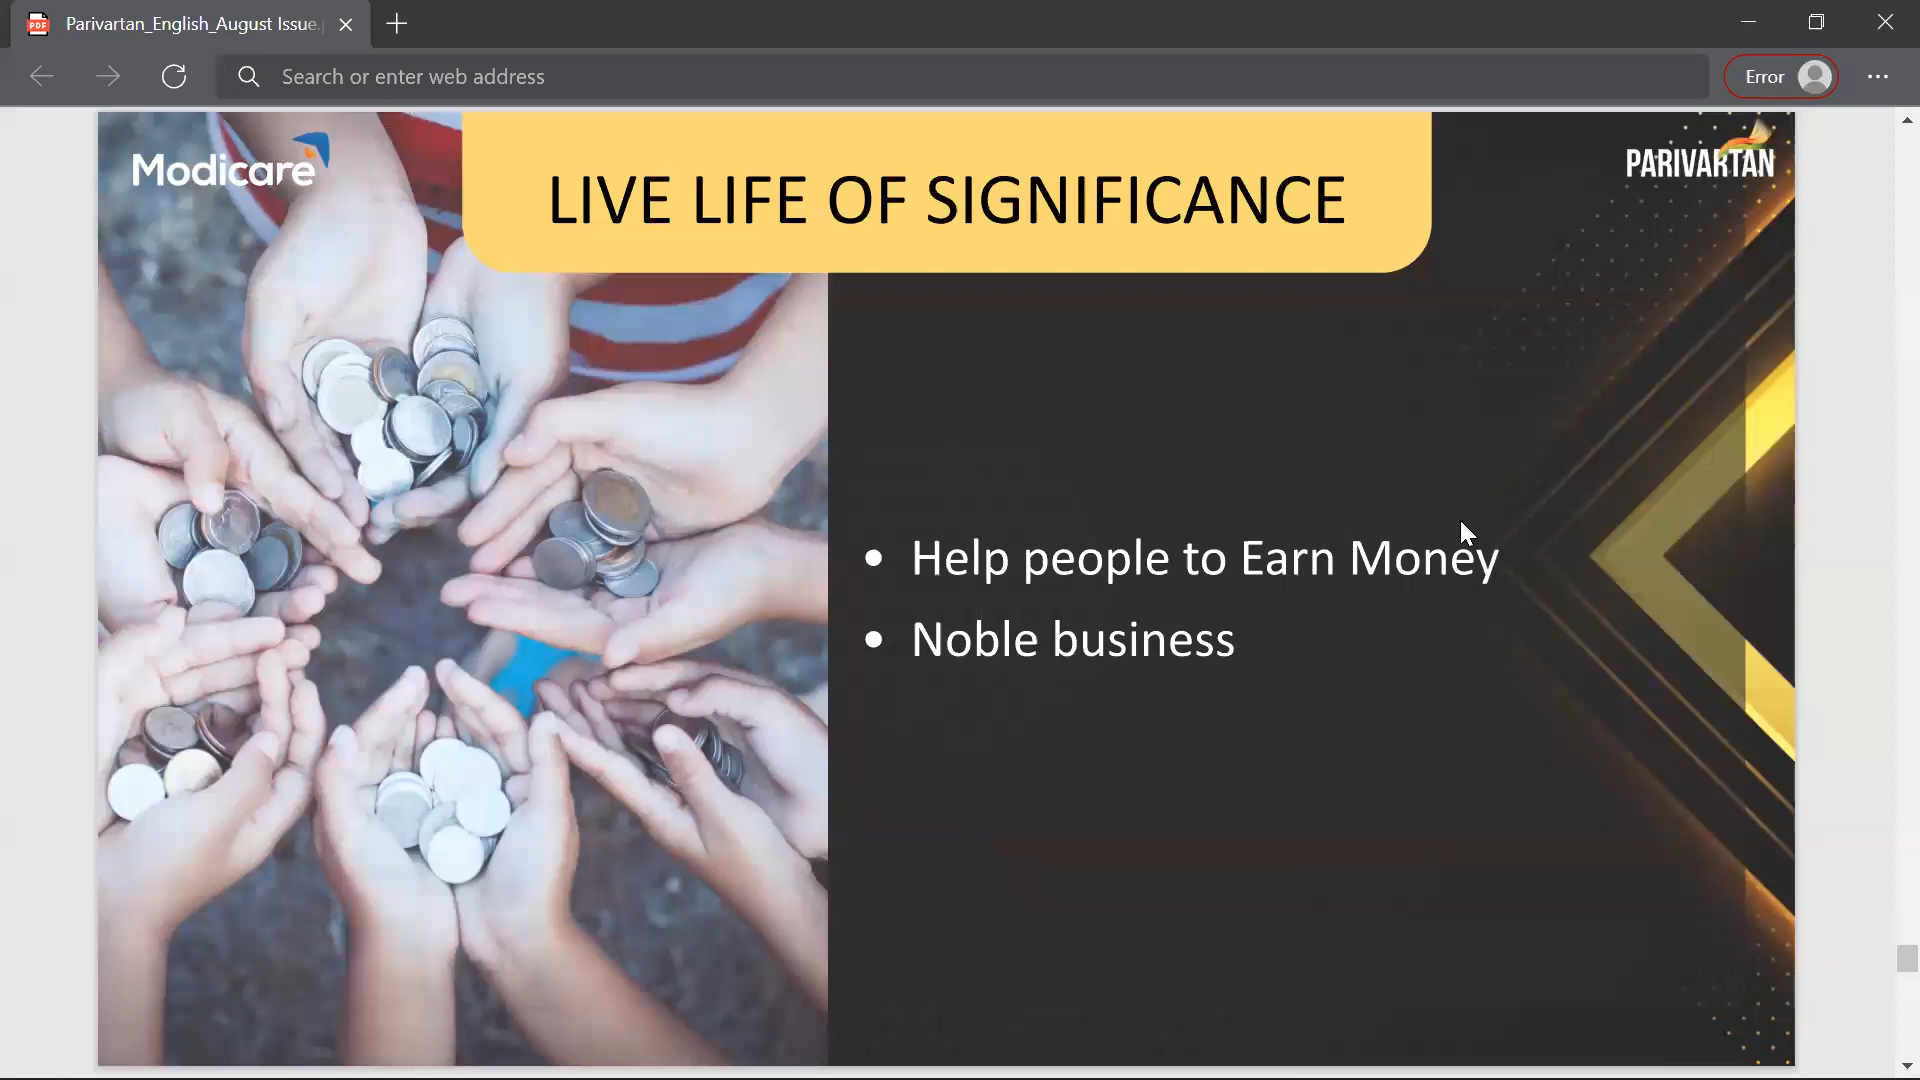 Parivartan_English_August Issue.
Search or enter web address
Error
Modicare
LIVE LIFE OF SIGNIFICANCE
PARIVARTAN
• Help people to Earn Money
• Noble business